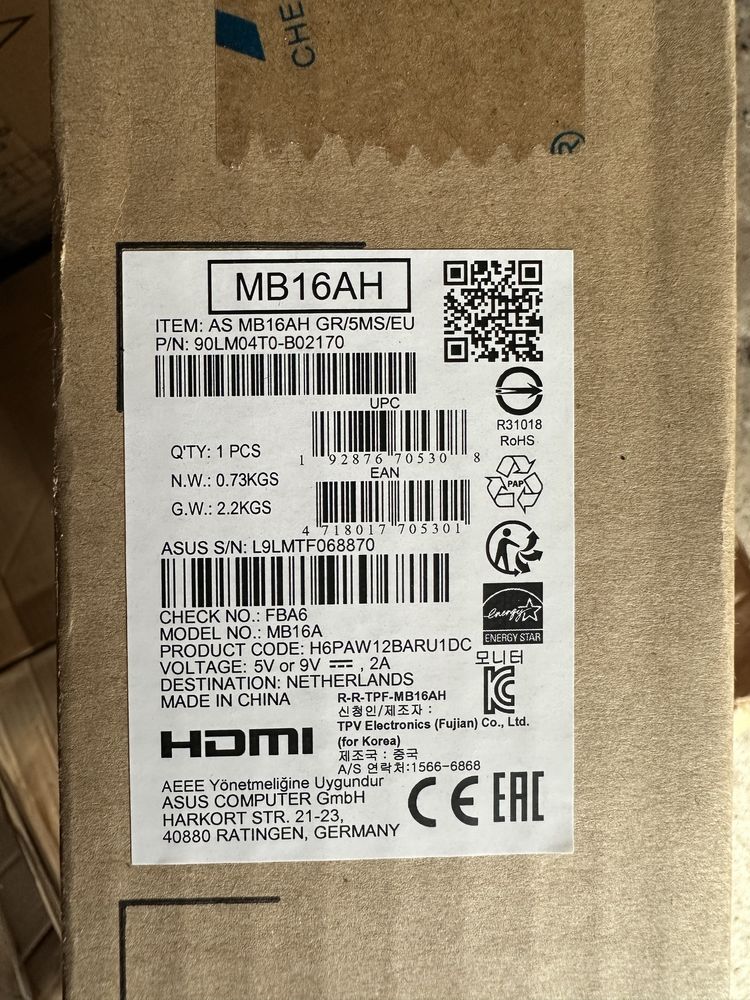 CHE
®
MB16AH
ITEM: AS MB16AH GR/5MS/EU
P/N: 90LM04T0-B02170
UPC
R31018
RoHS
Q'TY: 1 PCS
1 92876 70530 8
EAN
N.W.: 0.73KGS
PAP
G.W.: 2.2KGS
4 718017 705301
ASUS S/N: L9LMTF068870
energy
ENERGY STAR
CHECK NO.: FBA6
MODEL NO.: MB16A
PRODUCT CODE: H6PAW12BARU1DC
모니터
VOLTAGE: 5V or 9V ⎓ , 2A
DESTINATION: NETHERLANDS
MADE IN CHINA
R-R-TPF-MB16AH
신청인/제조자 :
TPV Electronics (Fujian) Co., Ltd.
(for Korea)
제조국 : 중국
A/S 연락처:1566-6868
HDMI
AEEE Yönetmeliğine Uygundur
ASUS COMPUTER GmbH
HARKORT STR. 21-23,
40880 RATINGEN, GERMANY
CE EAC